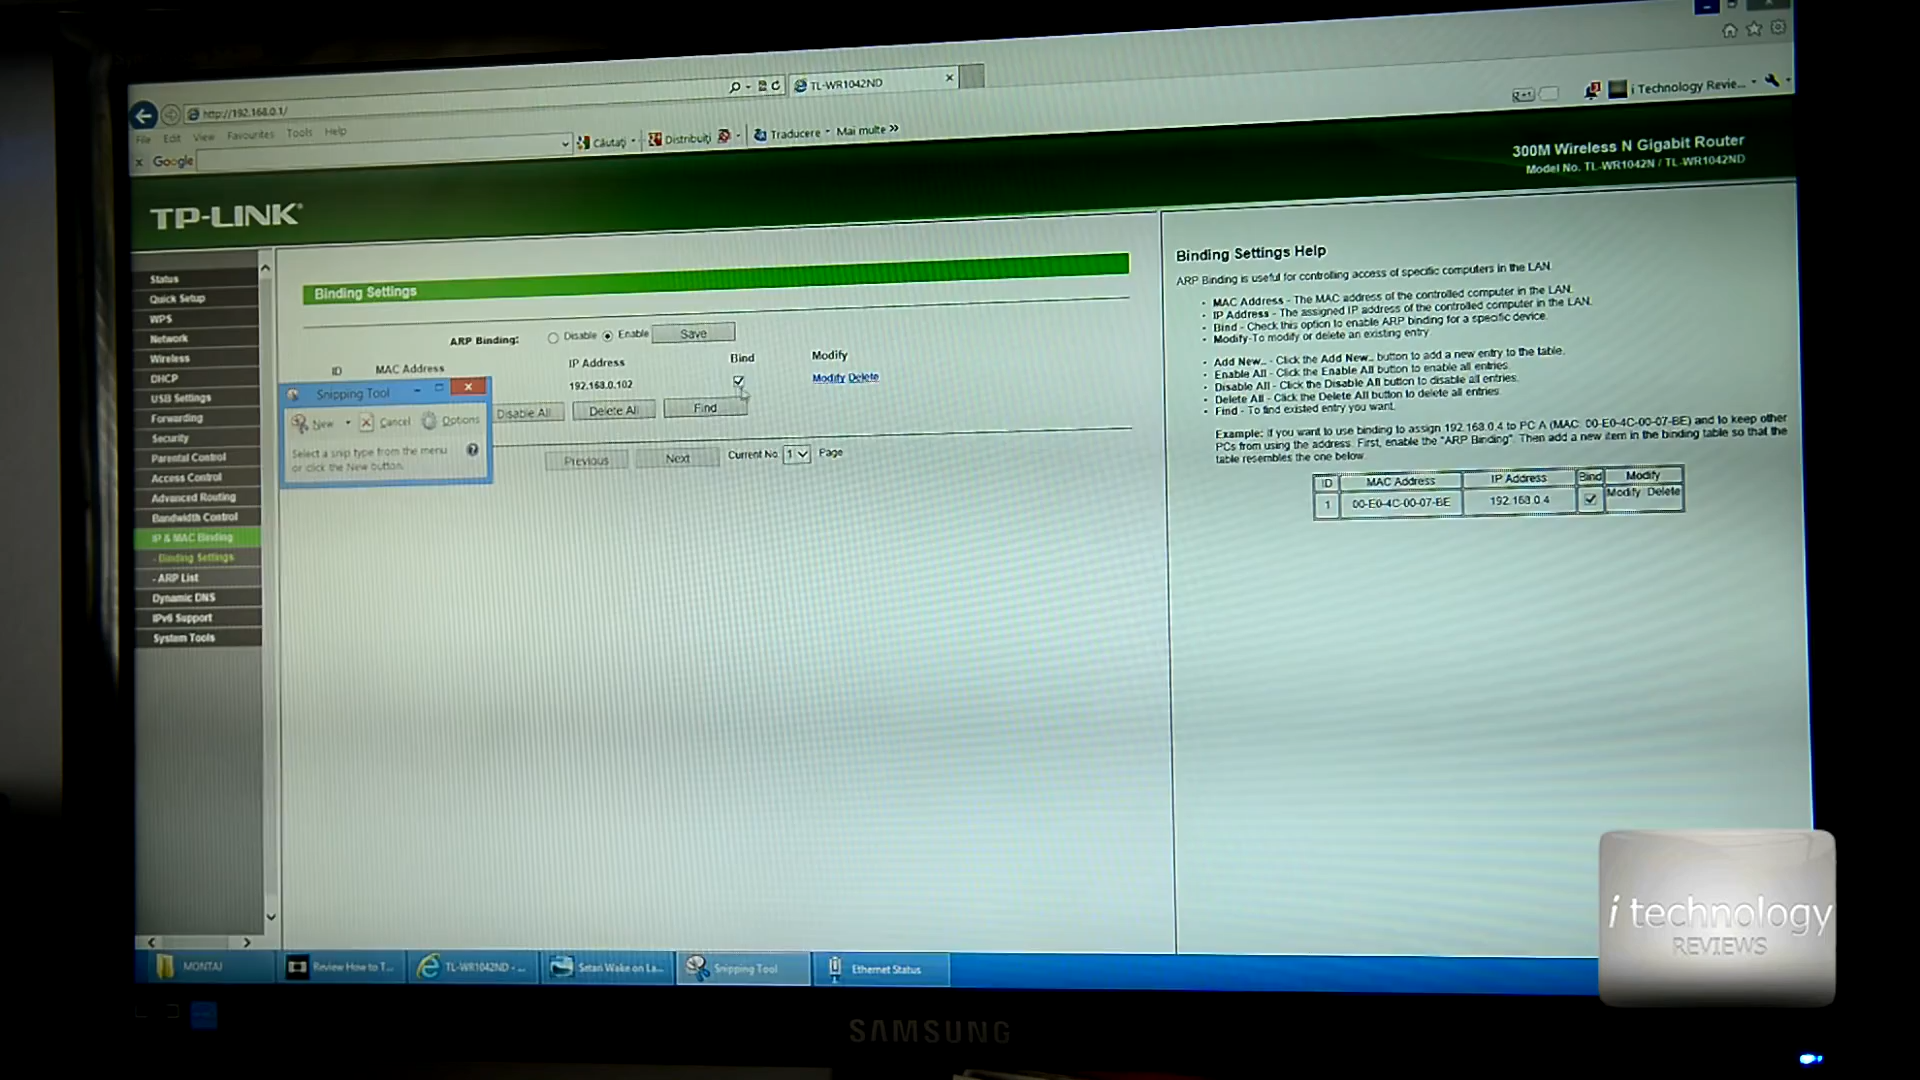 http://192.168.0.1/
TL-WR1042ND
File Edit View Favourites Tools Help
x Google
Căutați
Distribuiți
Traducere
Mai multe »
i Technology Revie...
300M Wireless N Gigabit Router
Model No. TL-WR1042N / TL-WR1042ND
TP-LINK®
Status
Quick Setup
WPS
Network
Wireless
DHCP
USB Settings
Forwarding
Security
Parental Control
Access Control
Advanced Routing
Bandwidth Control
IP & MAC Binding
- Binding Settings
- ARP List
Dynamic DNS
IPv6 Support
System Tools
Binding Settings
ARP Binding: Disable Enable Save
ID MAC Address IP Address Bind Modify
192.168.0.102 Modify Delete
Disable All Delete All Find
Previous Next Current No. 1 Page
Snipping Tool
New Cancel Options
Select a snip type from the menu
or click the New button.
Binding Settings Help
ARP Binding is useful for controlling access of specific computers in the LAN.
• MAC Address - The MAC address of the controlled computer in the LAN.
• IP Address - The assigned IP address of the controlled computer in the LAN.
• Bind - Check this option to enable ARP binding for a specific device.
• Modify - To modify or delete an existing entry
• Add New... - Click the Add New... button to add a new entry to the table.
• Enable All - Click the Enable All button to enable all entries.
• Disable All - Click the Disable All button to disable all entries.
• Delete All - Click the Delete All button to delete all entries.
• Find - To find existed entry you want.
Example: If you want to use binding to assign 192.168.0.4 to PC A (MAC: 00-E0-4C-00-07-BE) and to keep other
PCs from using the address. First, enable the "ARP Binding". Then add a new item in the binding table so that the
table resembles the one below.
ID MAC Address IP Address Bind Modify
1 00-E0-4C-00-07-BE 192.168.0.4 Modify Delete
MONTAJ
Review How to T...
TL-WR1042ND - ...
Setari Wake on La...
Snipping Tool
Ethernet Status
i technology
REVIEWS
SAMSUNG